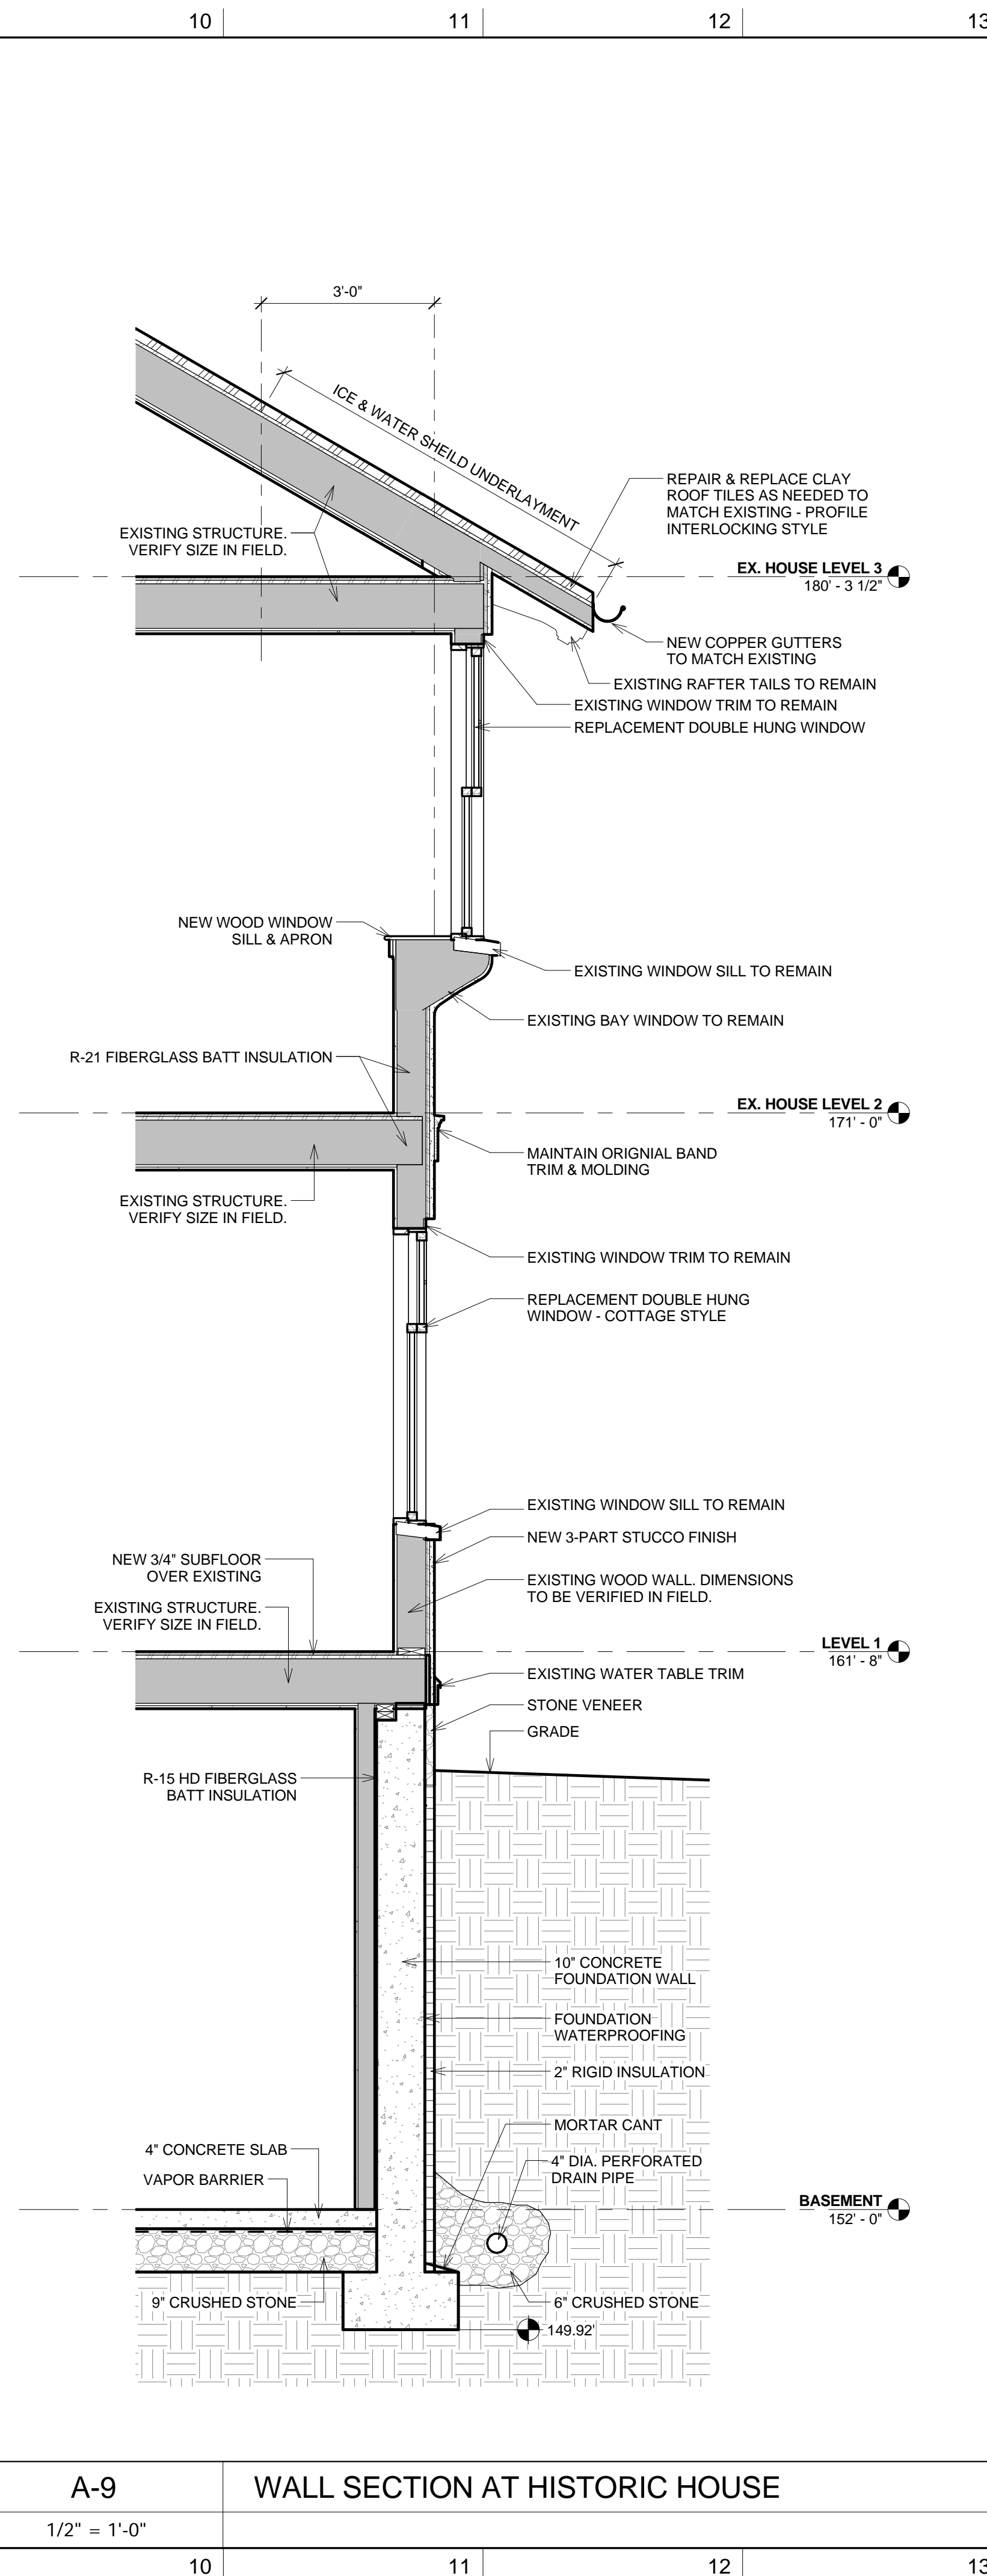 10 11 12 13
3'-0"
ICE & WATER SHEILD UNDERLAYMENT
REPAIR & REPLACE CLAY
ROOF TILES AS NEEDED TO
MATCH EXISTING - PROFILE
INTERLOCKING STYLE
EXISTING STRUCTURE.
VERIFY SIZE IN FIELD.
EX. HOUSE LEVEL 3
180' - 3 1/2"
NEW COPPER GUTTERS
TO MATCH EXISTING
EXISTING RAFTER TAILS TO REMAIN
EXISTING WINDOW TRIM TO REMAIN
REPLACEMENT DOUBLE HUNG WINDOW
NEW WOOD WINDOW
SILL & APRON
EXISTING WINDOW SILL TO REMAIN
EXISTING BAY WINDOW TO REMAIN
R-21 FIBERGLASS BATT INSULATION
EX. HOUSE LEVEL 2
171' - 0"
MAINTAIN ORIGNIAL BAND
TRIM & MOLDING
EXISTING STRUCTURE.
VERIFY SIZE IN FIELD.
EXISTING WINDOW TRIM TO REMAIN
REPLACEMENT DOUBLE HUNG
WINDOW - COTTAGE STYLE
EXISTING WINDOW SILL TO REMAIN
NEW 3-PART STUCCO FINISH
NEW 3/4" SUBFLOOR
OVER EXISTING
EXISTING WOOD WALL. DIMENSIONS
TO BE VERIFIED IN FIELD.
EXISTING STRUCTURE.
VERIFY SIZE IN FIELD.
LEVEL 1
161' - 8"
EXISTING WATER TABLE TRIM
STONE VENEER
GRADE
R-15 HD FIBERGLASS
BATT INSULATION
10" CONCRETE
FOUNDATION WALL
FOUNDATION
WATERPROOFING
2" RIGID INSULATION
MORTAR CANT
4" CONCRETE SLAB
4" DIA. PERFORATED
DRAIN PIPE
VAPOR BARRIER
BASEMENT
152' - 0"
9" CRUSHED STONE
6" CRUSHED STONE
149.92'
A-9
WALL SECTION AT HISTORIC HOUSE
1/2" = 1'-0"
10 11 12 13